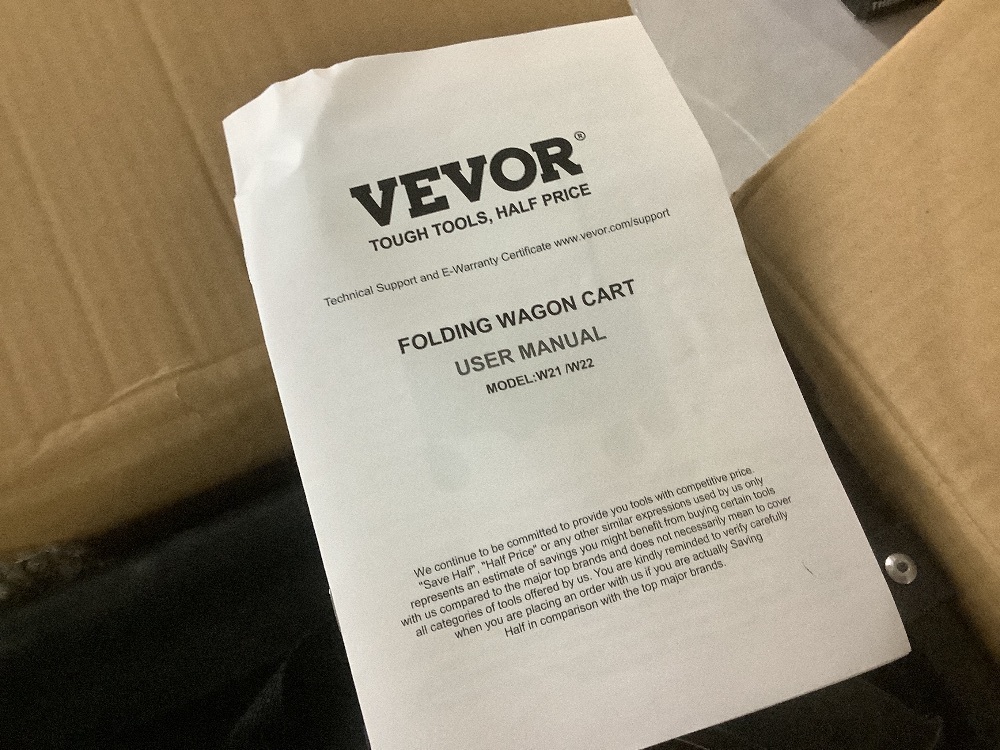 VEVOR®
TOUGH TOOLS, HALF PRICE
Technical Support and E-Warranty Certificate www.vevor.com/support
FOLDING WAGON CART
USER MANUAL
MODEL:W21 /W22
We continue to be committed to provide you tools with competitive price.
"Save Half", "Half Price" or any other similar expressions used by us only
represents an estimate of savings you might benefit from buying certain tools
with us compared to the major top brands and does not necessarily mean to cover
all categories of tools offered by us. You are kindly reminded to verify carefully
when you are placing an order with us if you are actually Saving
Half in comparison with the top major brands.